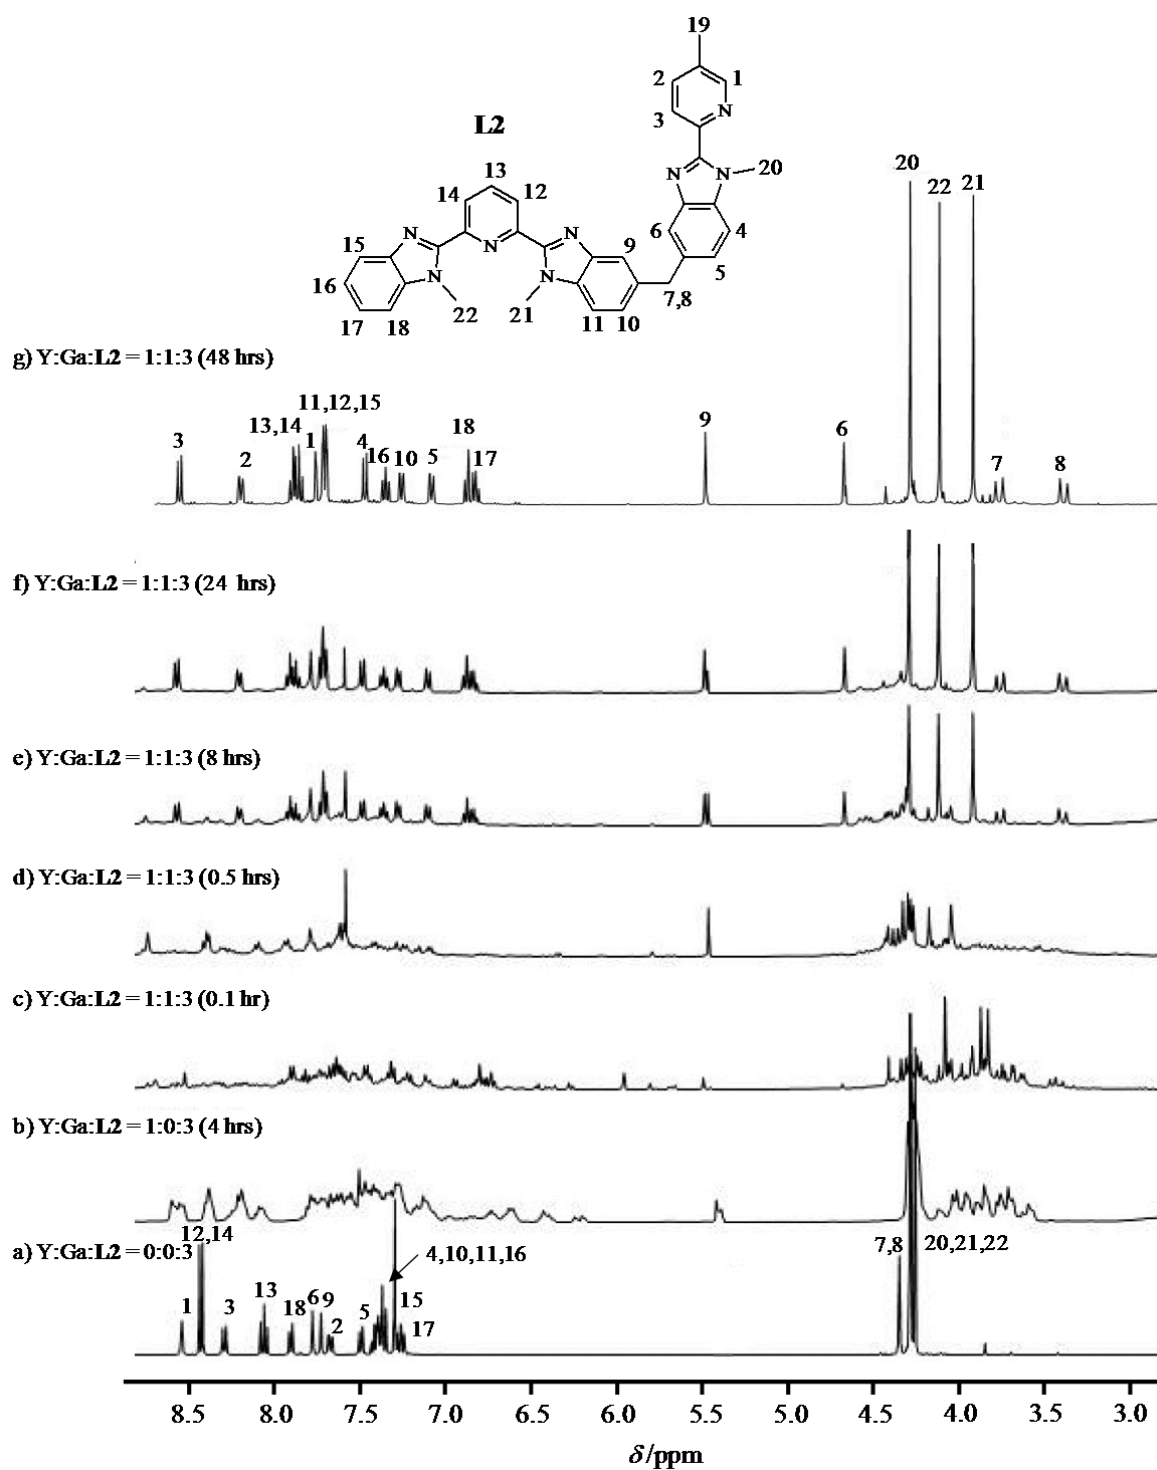 19
2
1
N
3
L2
N
N
20
13
14
12
6
4
N
N
9
5
15
N
N
N
7,8
16
22
21
11
10
17
18
20
22
21
g) Y:Ga:L2 = 1:1:3 (48 hrs)
11,12,15
13,14
3
2
1
4
16
10
5
18
17
9
6
7
8
f) Y:Ga:L2 = 1:1:3 (24 hrs)
e) Y:Ga:L2 = 1:1:3 (8 hrs)
d) Y:Ga:L2 = 1:1:3 (0.5 hrs)
c) Y:Ga:L2 = 1:1:3 (0.1 hr)
b) Y:Ga:L2 = 1:0:3 (4 hrs)
a) Y:Ga:L2 = 0:0:3
12,14
4,10,11,16
7,8
20,21,22
1
3
13
18
6
9
2
5
15
17
8.5 8.0 7.5 7.0 6.5 6.0 5.5 5.0 4.5 4.0 3.5 3.0
δ/ppm